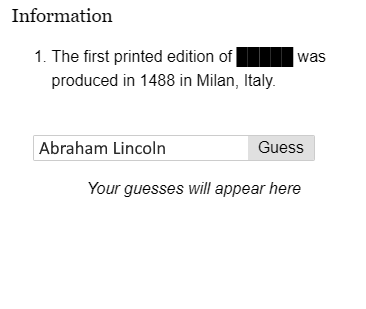 Information
1. The first printed edition of was
produced in 1488 in Milan, Italy.
Abraham Lincoln Guess
Your guesses will appear here